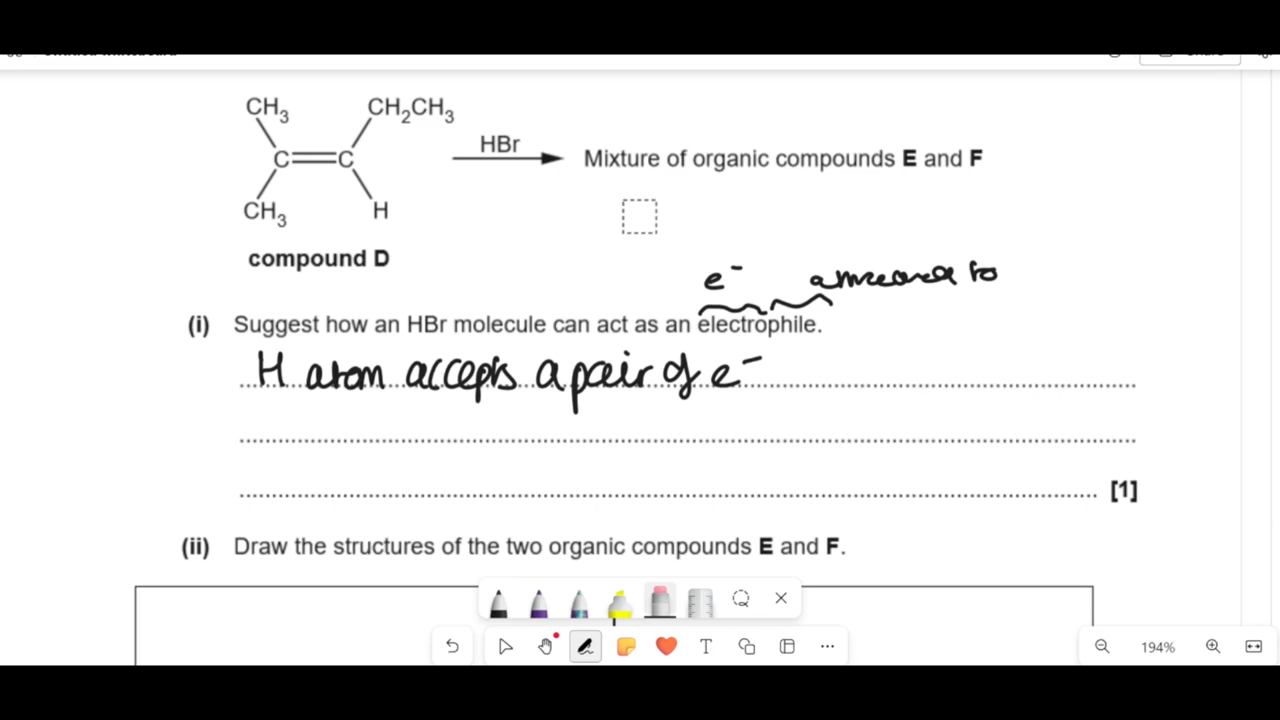 CH3 CH2CH3
HBr
C C Mixture of organic compounds E and F
CH3 H
compound D
e-
to
(i) Suggest how an HBr molecule can act as an electrophile.
H atom accepts a pair of e-
[1]
(ii) Draw the structures of the two organic compounds E and F.
T
194%